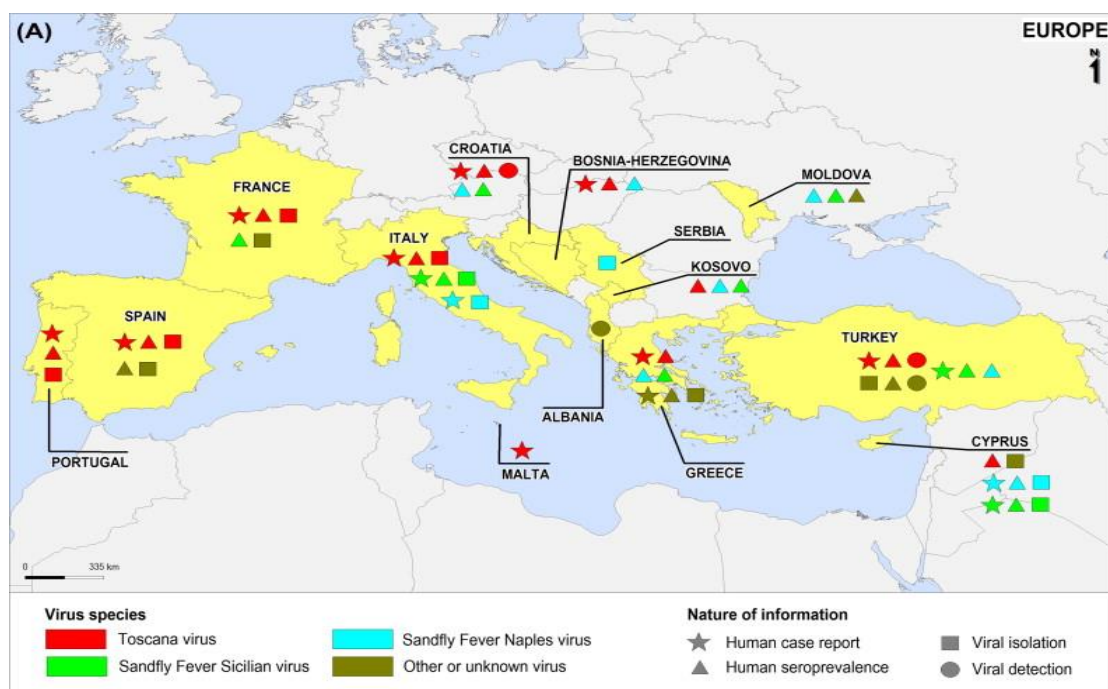 (A)
EUROPE
N
1
CROATIA
BOSNIA-HERZEGOVINA
MOLDOVA
FRANCE
SERBIA
ITALY
KOSOVO
SPAIN
TURKEY
ALBANIA
CYPRUS
PORTUGAL
MALTA
GREECE
0 335 km
Virus species
Toscana virus
Sandfly Fever Naples virus
Sandfly Fever Sicilian virus
Other or unknown virus
Nature of information
Human case report
Viral isolation
Human seroprevalence
Viral detection